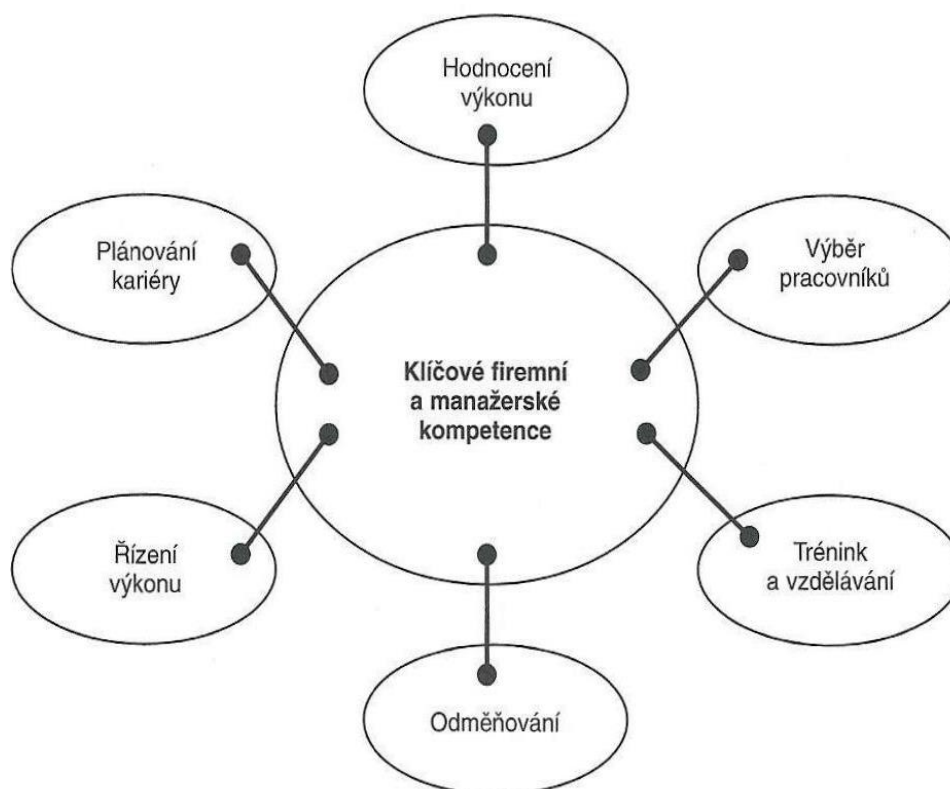 Hodnocení
výkonu
Plánování
kariéry
Výběr
pracovníků
Klíčové firemní
a manažerské
kompetence
Řízení
výkonu
Trénink
a vzdělávání
Odměňování